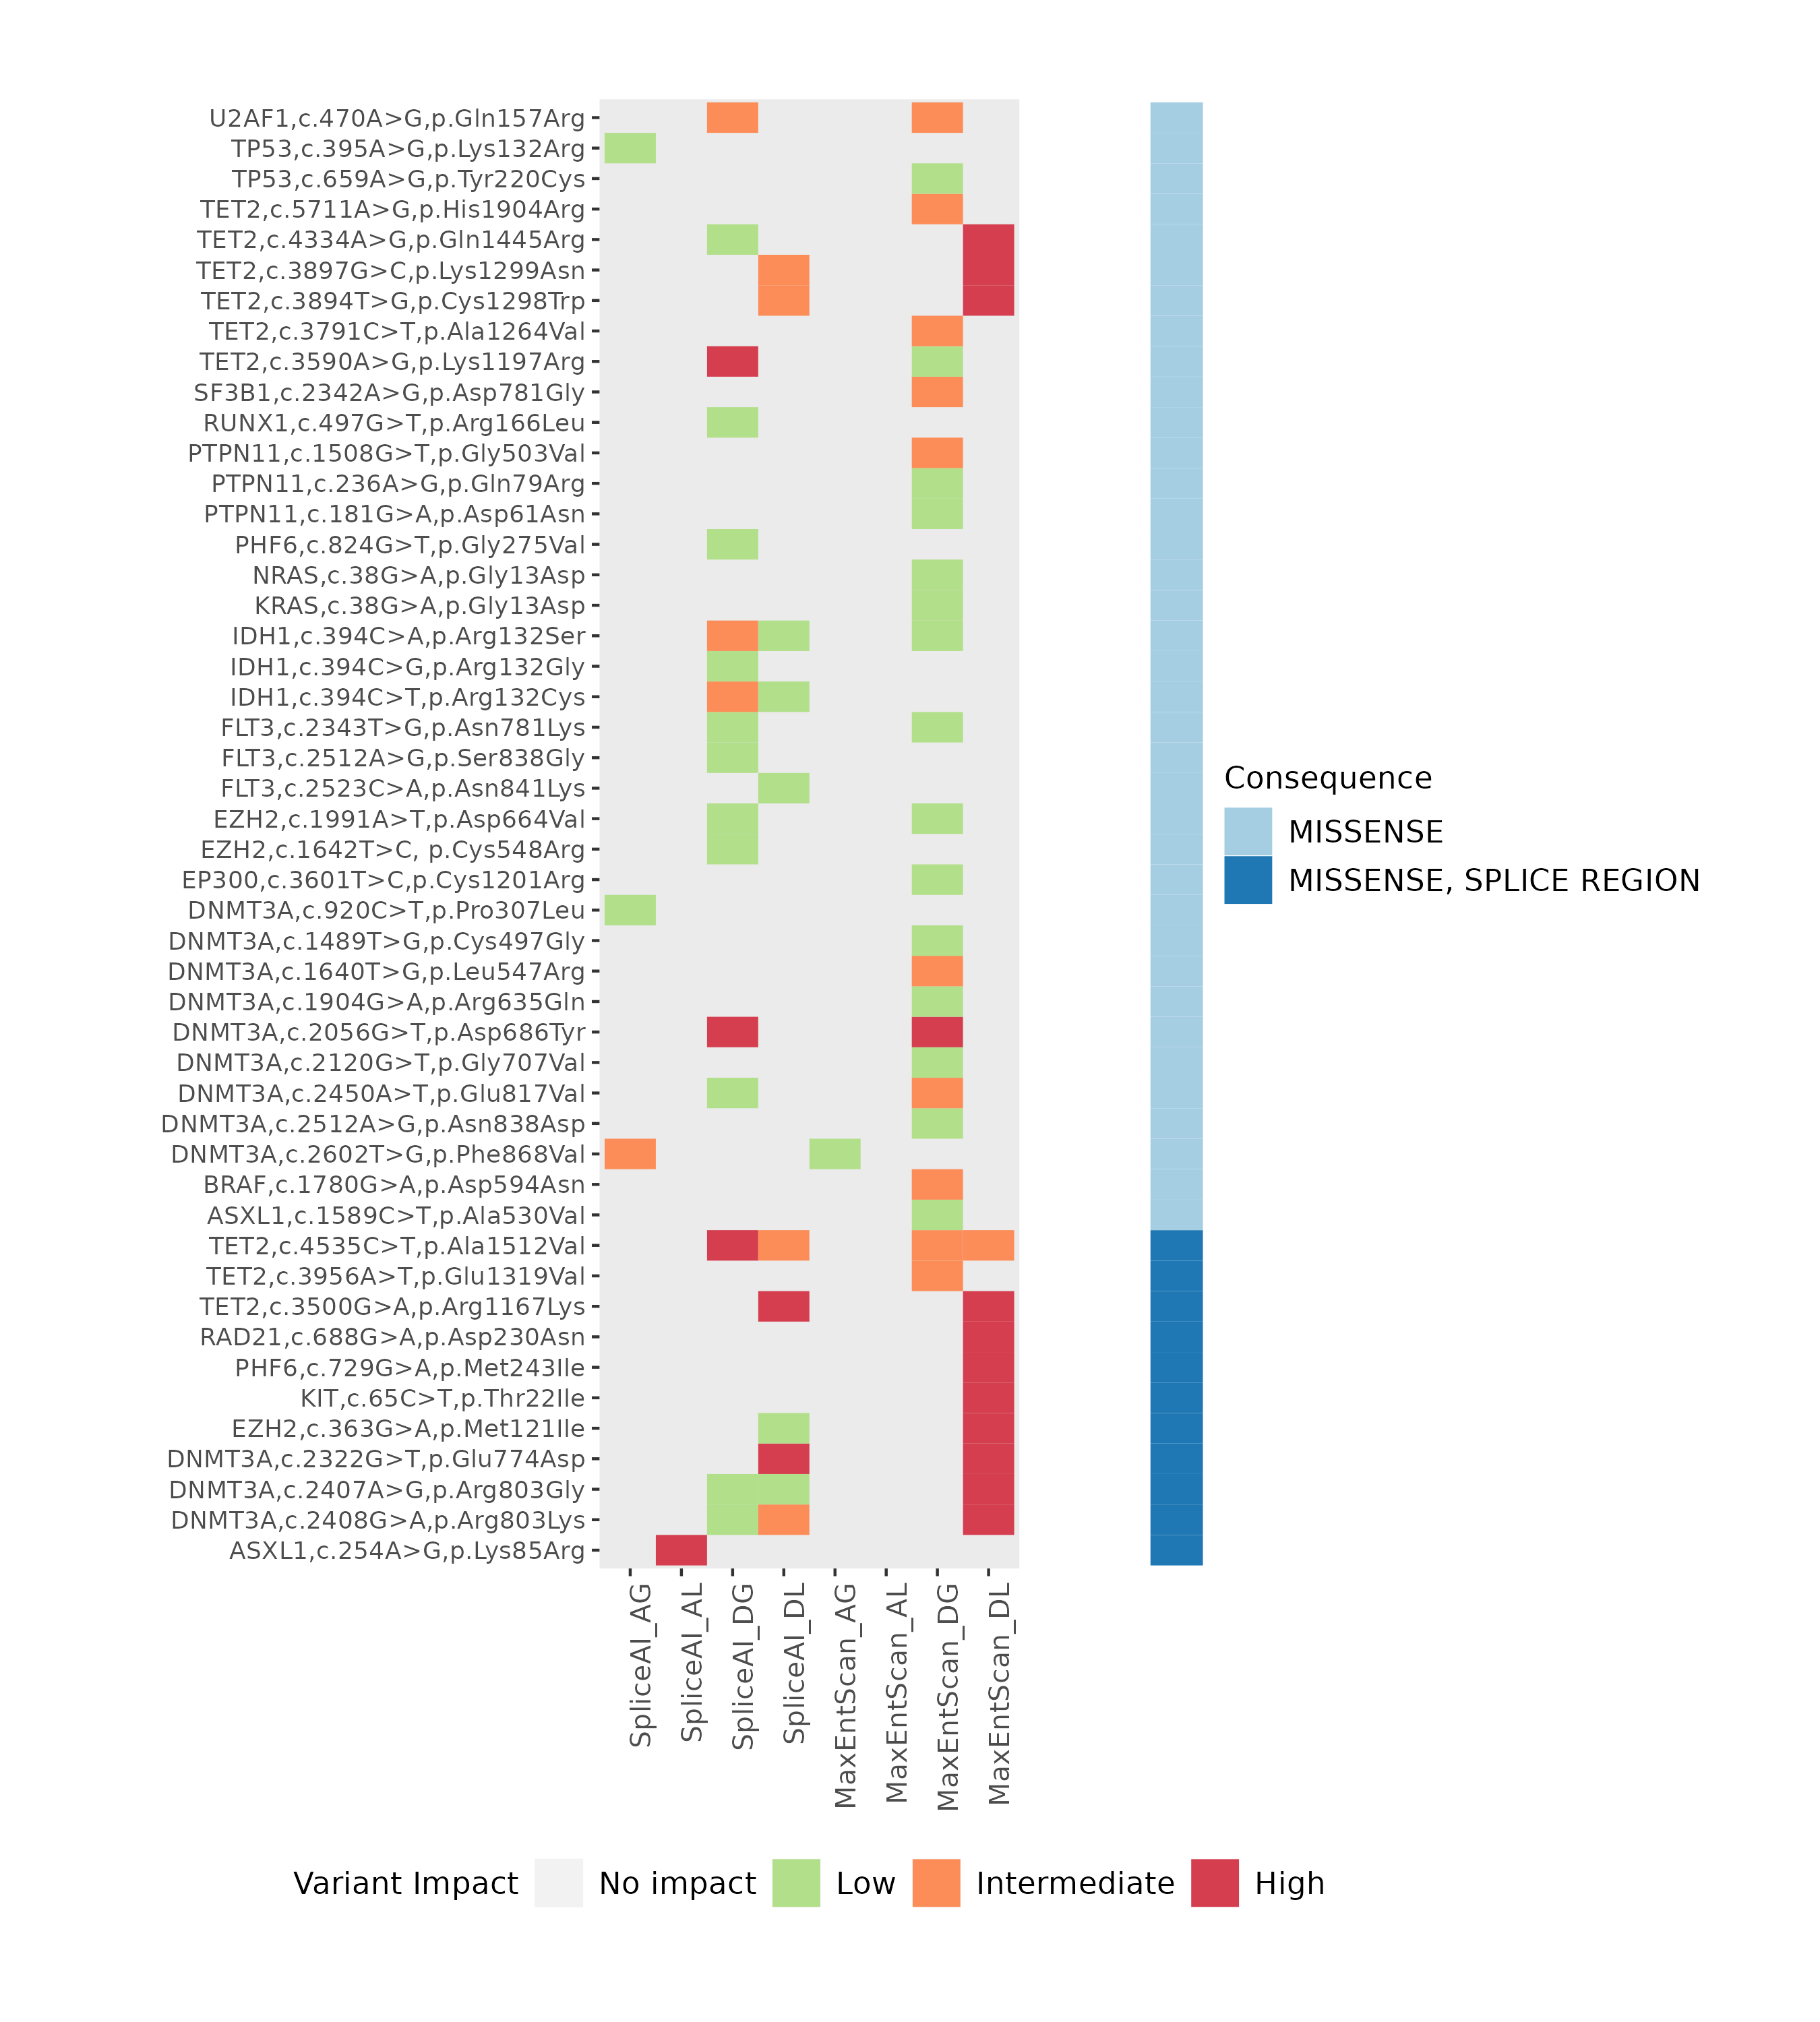 U2AF1,c.470A>G,p.Gln157Arg
TP53,c.395A>G,p.Lys132Arg
TP53,c.659A>G,p.Tyr220Cys
TET2,c.5711A>G,p.His1904Arg
TET2,c.4334A>G,p.Gln1445Arg
TET2,c.3897G>C,p.Lys1299Asn
TET2,c.3894T>G,p.Cys1298Trp
TET2,c.3791C>T,p.Ala1264Val
TET2,c.3590A>G,p.Lys1197Arg
SF3B1,c.2342A>G,p.Asp781Gly
RUNX1,c.497G>T,p.Arg166Leu
PTPN11,c.1508G>T,p.Gly503Val
PTPN11,c.236A>G,p.Gln79Arg
PTPN11,c.181G>A,p.Asp61Asn
PHF6,c.824G>T,p.Gly275Val
NRAS,c.38G>A,p.Gly13Asp
KRAS,c.38G>A,p.Gly13Asp
IDH1,c.394C>A,p.Arg132Ser
IDH1,c.394C>G,p.Arg132Gly
IDH1,c.394C>T,p.Arg132Cys
FLT3,c.2343T>G,p.Asn781Lys
FLT3,c.2512A>G,p.Ser838Gly
FLT3,c.2523C>A,p.Asn841Lys
EZH2,c.1991A>T,p.Asp664Val
EZH2,c.1642T>C, p.Cys548Arg
EP300,c.3601T>C,p.Cys1201Arg
DNMT3A,c.920C>T,p.Pro307Leu
DNMT3A,c.1489T>G,p.Cys497Gly
DNMT3A,c.1640T>G,p.Leu547Arg
DNMT3A,c.1904G>A,p.Arg635Gln
DNMT3A,c.2056G>T,p.Asp686Tyr
DNMT3A,c.2120G>T,p.Gly707Val
DNMT3A,c.2450A>T,p.Glu817Val
DNMT3A,c.2512A>G,p.Asn838Asp
DNMT3A,c.2602T>G,p.Phe868Val
BRAF,c.1780G>A,p.Asp594Asn
ASXL1,c.1589C>T,p.Ala530Val
TET2,c.4535C>T,p.Ala1512Val
TET2,c.3956A>T,p.Glu1319Val
TET2,c.3500G>A,p.Arg1167Lys
RAD21,c.688G>A,p.Asp230Asn
PHF6,c.729G>A,p.Met243Ile
KIT,c.65C>T,p.Thr22Ile
EZH2,c.363G>A,p.Met121Ile
DNMT3A,c.2322G>T,p.Glu774Asp
DNMT3A,c.2407A>G,p.Arg803Gly
DNMT3A,c.2408G>A,p.Arg803Lys
ASXL1,c.254A>G,p.Lys85Arg
SpliceAI_AG
SpliceAI_AL
SpliceAI_DG
SpliceAI_DL
MaxEntScan_AG
MaxEntScan_AL
MaxEntScan_DG
MaxEntScan_DL
Consequence
MISSENSE
MISSENSE, SPLICE REGION
Variant Impact No impact Low Intermediate High